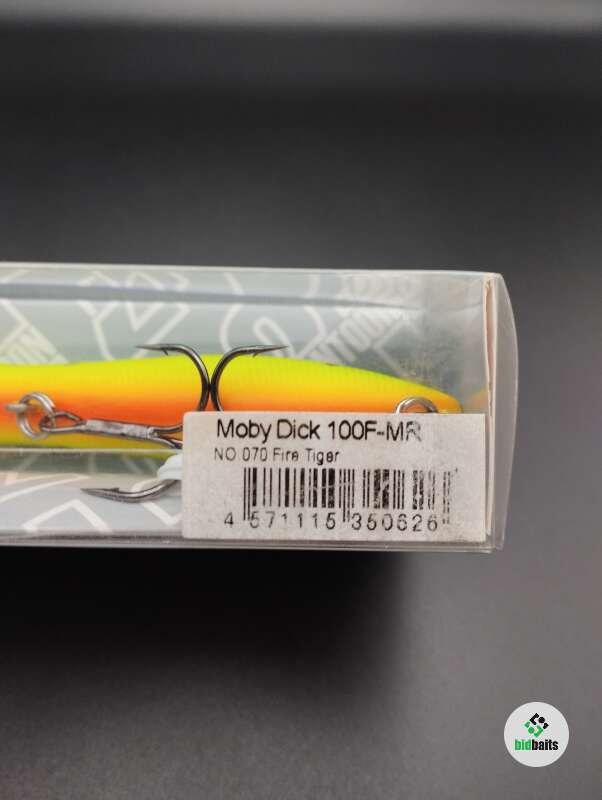 Moby Dick 100F-MR
NO 070 Fire Tiger
4 571115 350626
bidbaits